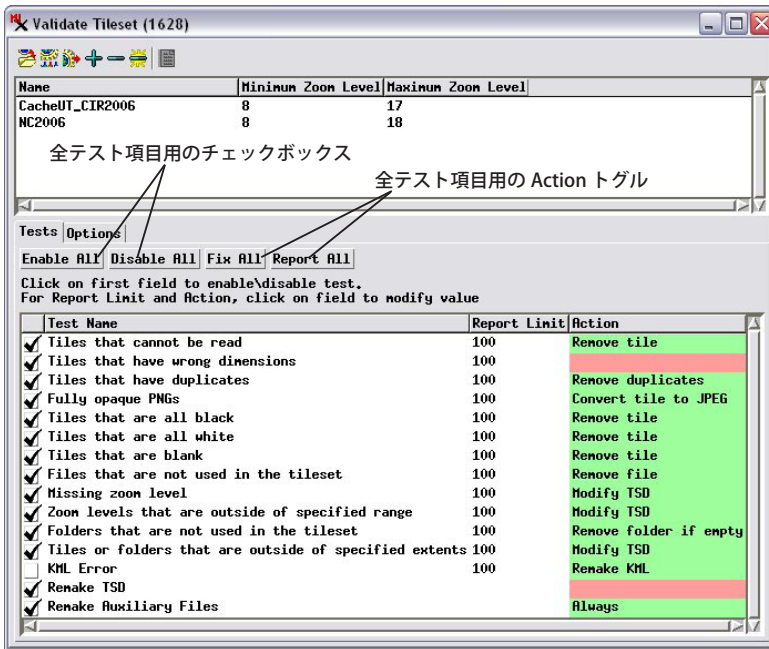 Validate Tileset (1628)
Name Minimum Zoom Level Maximum Zoom Level
CacheUT_CIR2006 8 17
NC2006 8 18
全テスト項目用のチェックボックス
全テスト項目用の Action トグル
Tests Options
Enable All Disable All Fix All Report All
Click on first field to enable\disable test.
For Report Limit and Action, click on field to modify value
Test Name Report Limit Action
Tiles that cannot be read 100 Remove tile
Tiles that have wrong dimensions 100
Tiles that have duplicates 100 Remove duplicates
Fully opaque PNGs 100 Convert tile to JPEG
Tiles that are all black 100 Remove tile
Tiles that are all white 100 Remove tile
Tiles that are blank 100 Remove tile
Files that are not used in the tileset 100 Remove file
Missing zoom level 100 Modify TSD
Zoom levels that are outside of specified range 100 Modify TSD
Folders that are not used in the tileset 100 Remove folder if empty
Tiles or folders that are outside of specified extents 100 Modify TSD
KML Error 100 Remake KML
Remake TSD
Remake Auxiliary Files Always